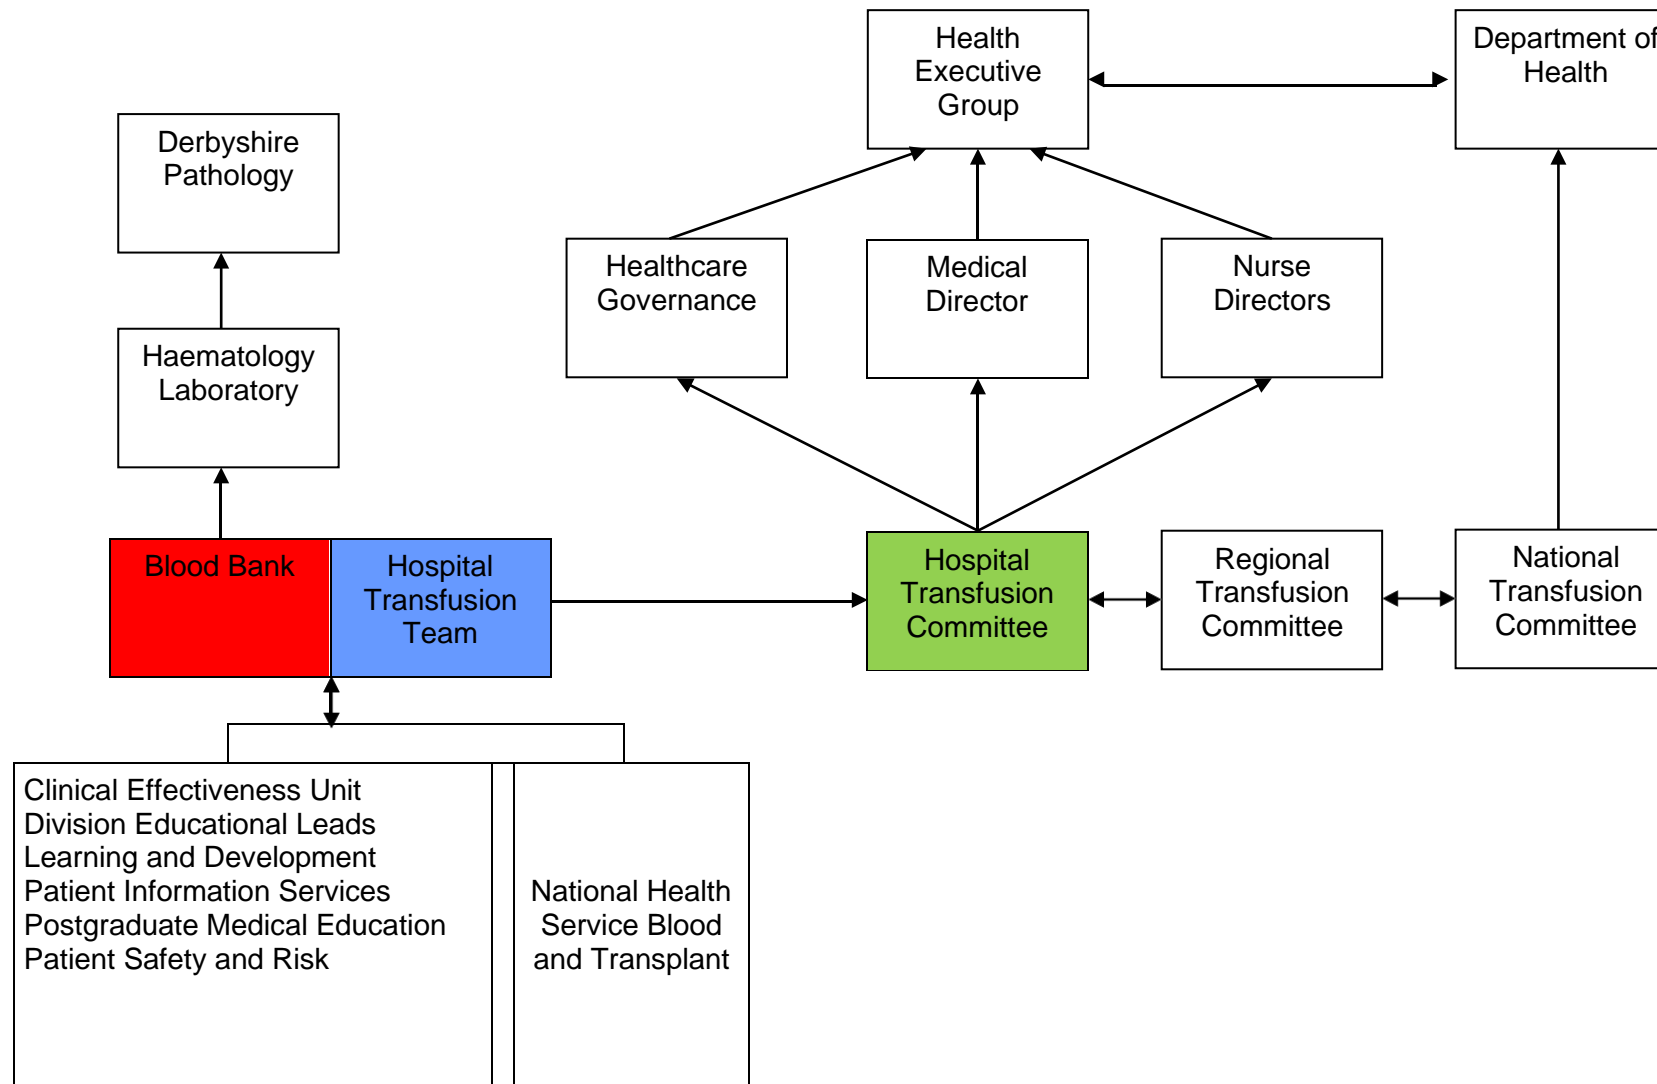 Health
Executive
Group
Department of
Health
Derbyshire
Pathology
Healthcare
Governance
Medical
Director
Nurse
Directors
Haematology
Laboratory
Blood Bank
Hospital
Transfusion
Team
Hospital
Transfusion
Committee
Regional
Transfusion
Committee
National
Transfusion
Committee
Clinical Effectiveness Unit
Division Educational Leads
Learning and Development
Patient Information Services
Postgraduate Medical Education
Patient Safety and Risk
National Health
Service Blood
and Transplant